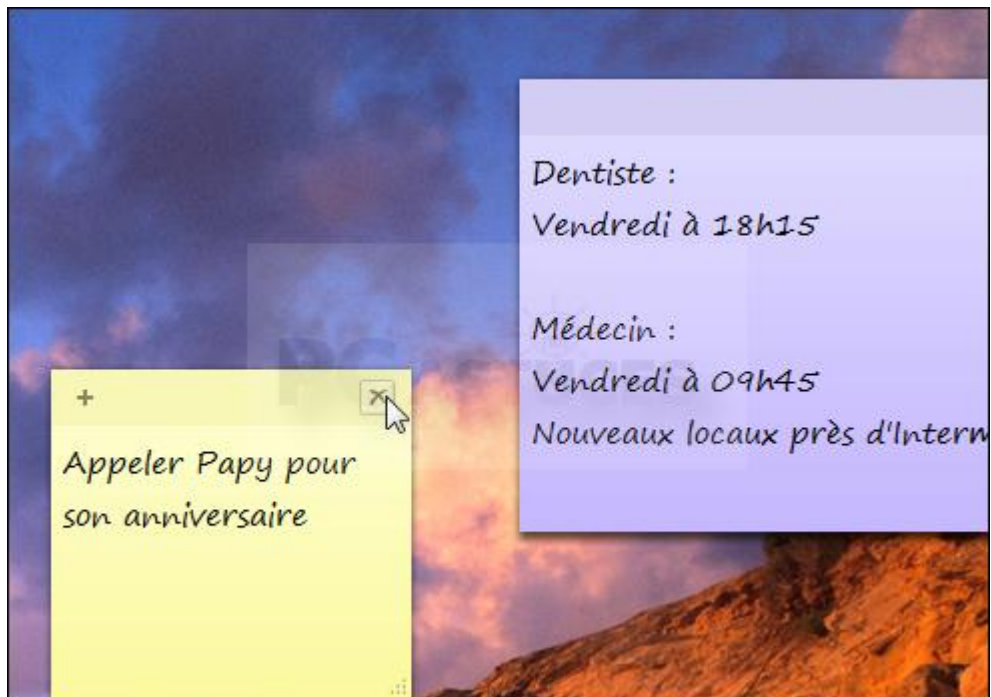 Dentiste :
Vendredi à 18h15
Médecin :
Vendredi à 09h45
Nouveaux locaux près d'Interm
Appeler Papy pour
son anniversaire